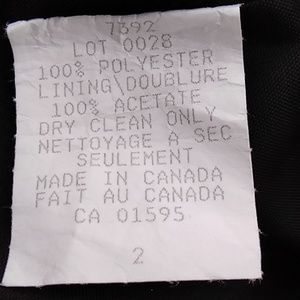 7392
LOT 0028
100% POLYESTER
LINING\DOUBLURE
100% ACETATE
DRY CLEAN ONLY
NETTOYAGE A SEC
SEULEMENT
MADE IN CANADA
FAIT AU CANADA
CA 01595
2